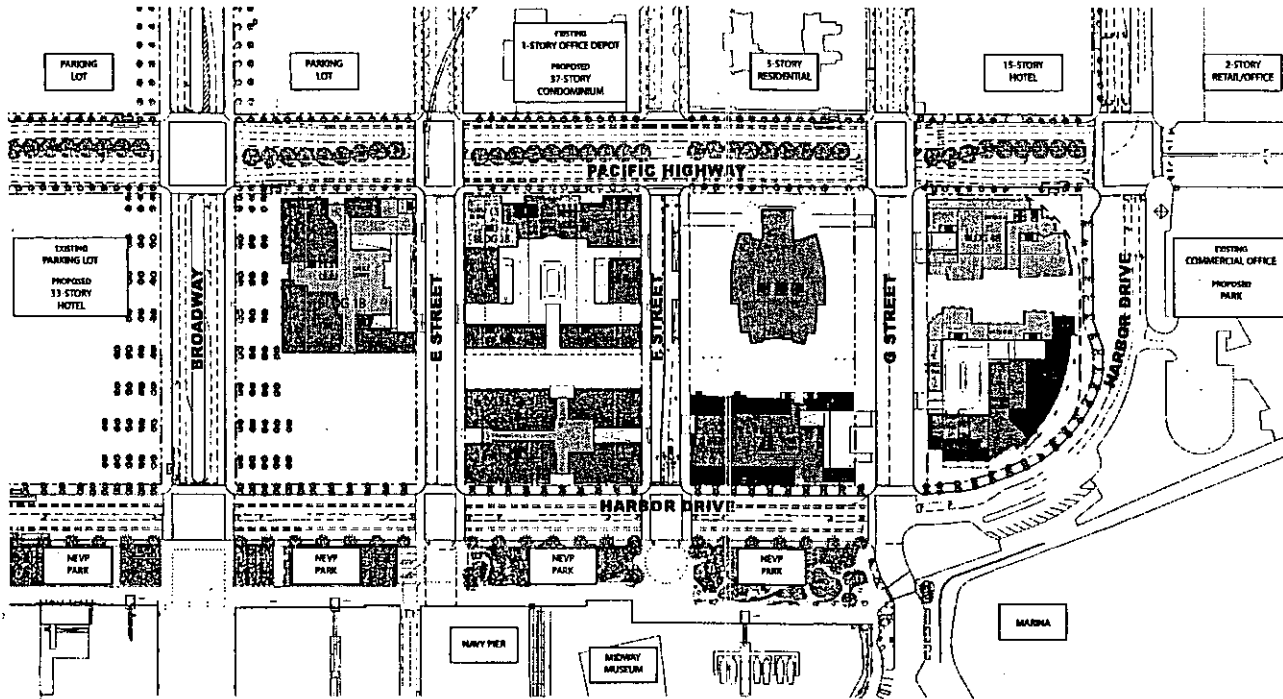 PARKING
LOT
PARKING
LOT
EXISTING
1-STORY OFFICE DEPOT
PROPOSED
37-STORY
CONDOMINIUM
5-STORY
RESIDENTIAL
15-STORY
HOTEL
2-STORY
RETAIL/OFFICE
PACIFIC HIGHWAY
EXISTING
PARKING LOT
PROPOSED
33-STORY
HOTEL
BROADWAY
E STREET
F STREET
G STREET
HARBOR DRIVE
EXISTING
COMMERCIAL OFFICE
PROPOSED
PARK
HARBOR DRIVE
NEVP
PARK
NEVP
PARK
NEVP
PARK
NEVP
PARK
NAVY PIER
MIDWAY
MUSEUM
MARINA